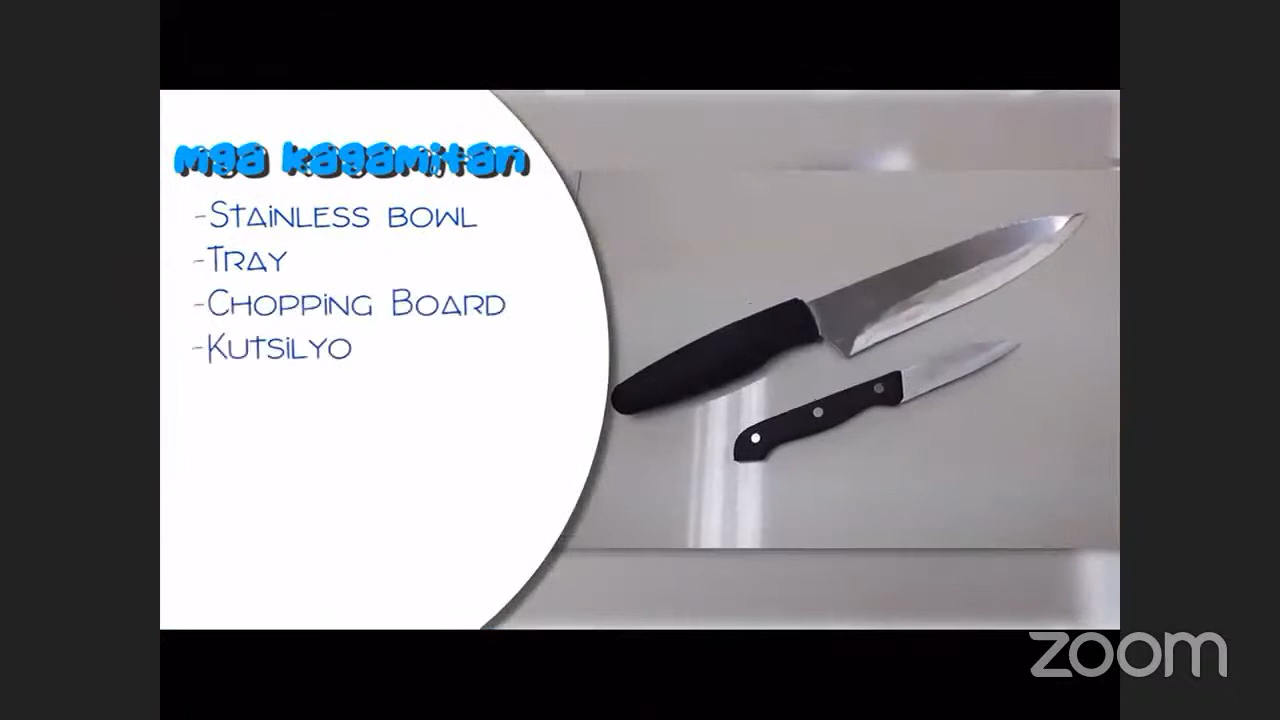 mga kagamitan
-Stainless bowl
-Tray
-Chopping Board
-Kutsilyo
zoom